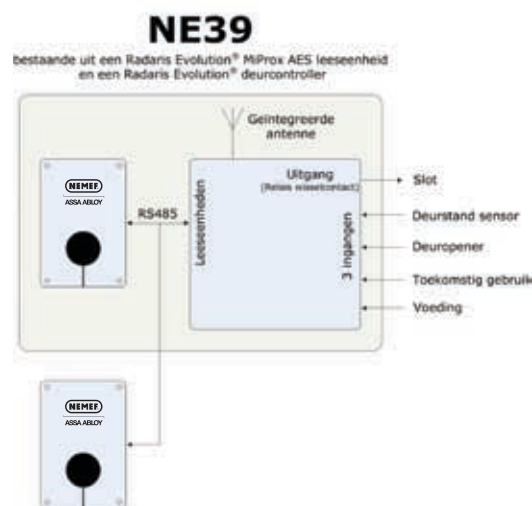 NE39
bestaande uit een Radaris Evolution® MiProx AES leeseenheid
en een Radaris Evolution® deurcontroller
Geïntegreerde
antenne
NEMEF
ASSA ABLOY
RS485
Leeseenheden
Uitgang
(Relais wisselcontact)
3 ingangen
Slot
Deurstand sensor
Deuropener
Toekomstig gebruik
Voeding
NEMEF
ASSA ABLOY